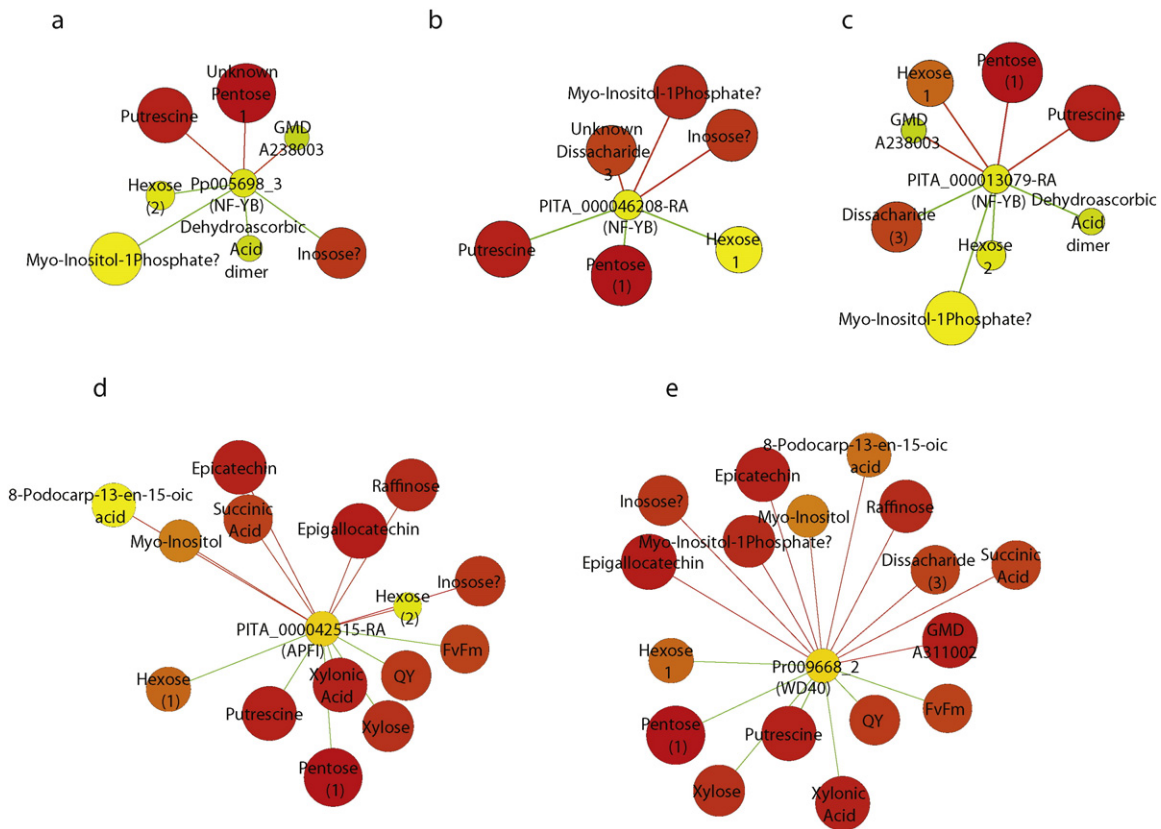 a
Unknown
Pentose
1
Putrescine
GMD
A238003
Hexose
(2)
Pp005698_3
(NF-YB)
Dehydroascorbic
Acid
dimer
Myo-Inositol-1Phosphate?
Inosose?
b
Myo-Inositol-1Phosphate?
Unknown
Dissacharide
3
Inosose?
PITA_000046208-RA
(NF-YB)
Putrescine
Pentose
(1)
Hexose
1
c
Hexose
1
Pentose
(1)
GMD
A238003
Putrescine
PITA_000013079-RA
(NF-YB)
Dehydroascorbic
Acid
dimer
Dissacharide
(3)
Hexose
2
Myo-Inositol-1Phosphate?
d
Epicatechin
8-Podocarp-13-en-15-oic
acid
Succinic
Acid
Raffinose
Epigallocatechin
Myo-Inositol
Inosose?
Hexose
(2)
PITA_000042515-RA
(APFI)
FvFm
Hexose
(1)
Xylonic
Acid
QY
Putrescine
Xylose
Pentose
(1)
e
8-Podocarp-13-en-15-oic
acid
Epicatechin
Inosose?
Myo-Inositol
Raffinose
Myo-Inositol-1Phosphate?
Epigallocatechin
Dissacharide
(3)
Succinic
Acid
GMD
A311002
Hexose
1
Pr009668_2
(WD40)
FvFm
Pentose
(1)
Putrescine
QY
Xylose
Xylonic
Acid